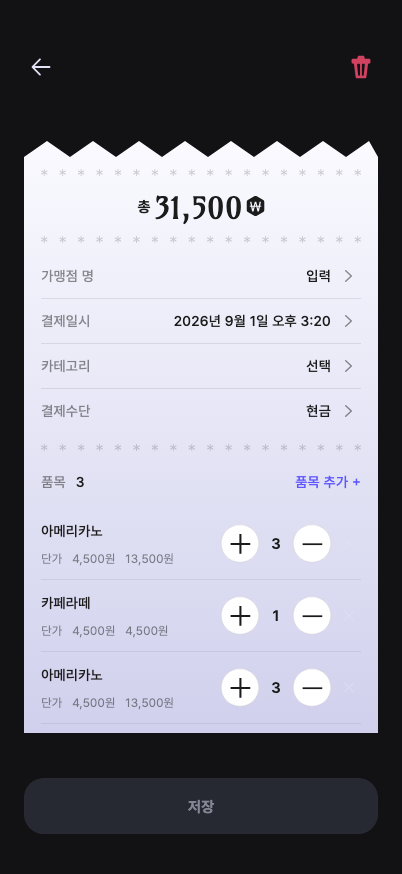 * * * * * * * * * * * * * * * * * *
총 31,500 ₩
* * * * * * * * * * * * * * * * * *
가맹점 명 입력
결제일시 2026년 9월 1일 오후 3:20
카테고리 선택
결제수단 현금
* * * * * * * * * * * * * * * * * *
품목 3 품목 추가 +
아메리카노
단가 4,500원 13,500원
+ 3 −
카페라떼
단가 4,500원 4,500원
+ 1 −
아메리카노
단가 4,500원 13,500원
+ 3 −
저장